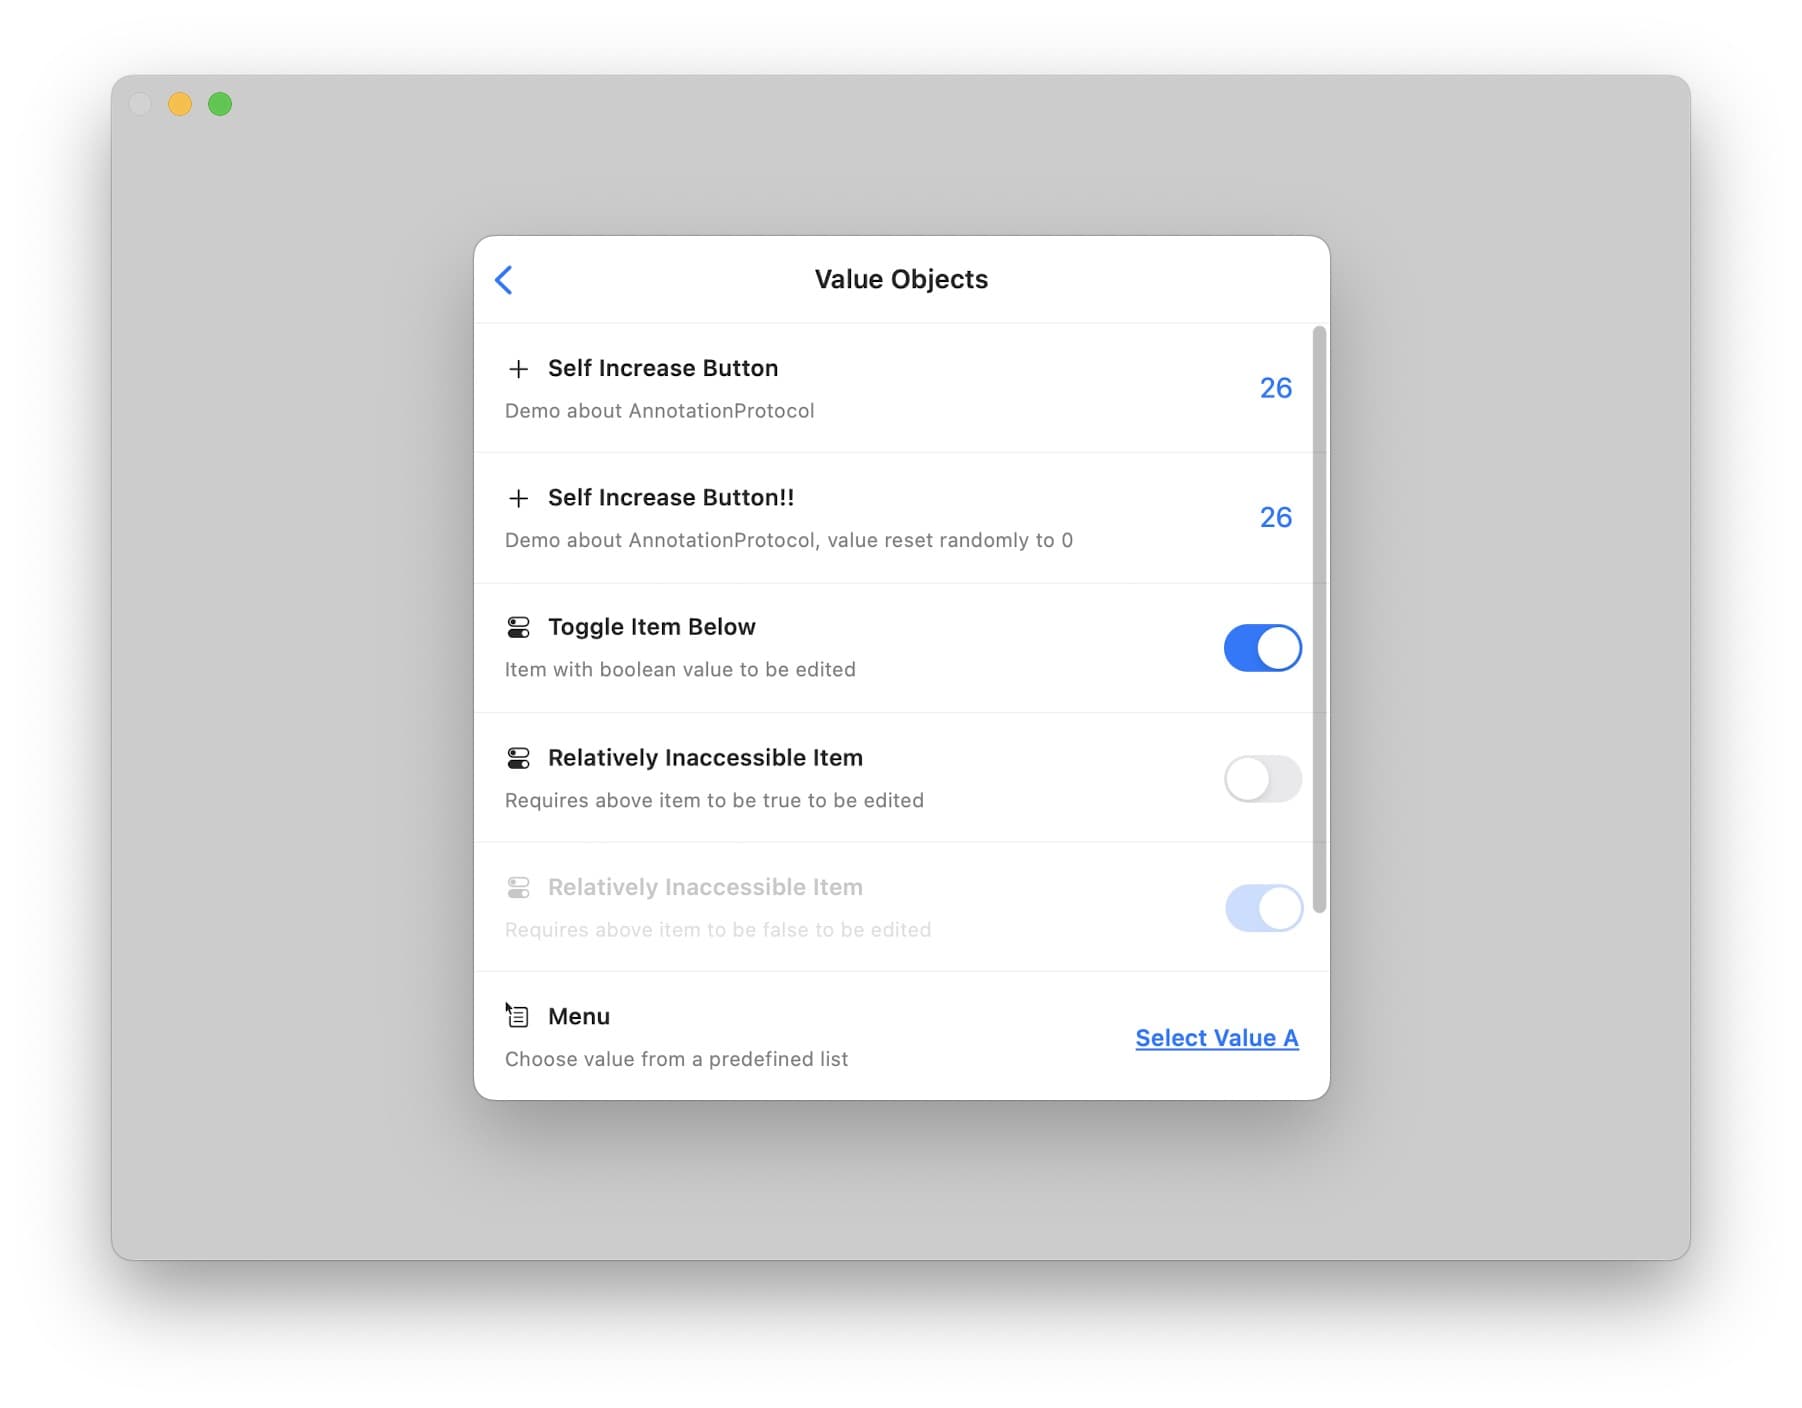 Value Objects
Self Increase Button
26
Demo about AnnotationProtocol
Self Increase Button!!
26
Demo about AnnotationProtocol, value reset randomly to 0
Toggle Item Below
Item with boolean value to be edited
Relatively Inaccessible Item
Requires above item to be true to be edited
Relatively Inaccessible Item
Requires above item to be false to be edited
Menu
Select Value A
Choose value from a predefined list